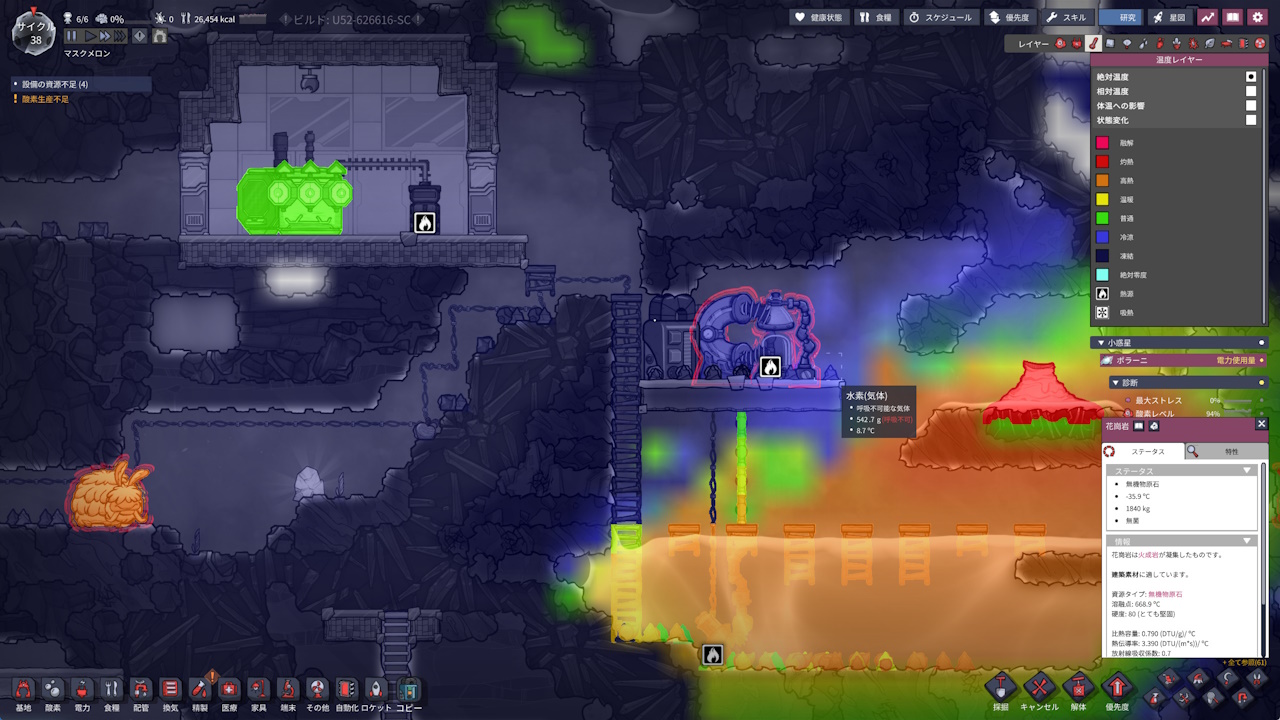 サイクル
38
6/6
0%
0
26,454 kcal
ビルド: U52-626616-SC
マスクメロン
設備の資源不足 (4)
酸素生産不足
健康状態
食糧
スケジュール
優先度
スキル
研究
星図
レイヤー
温度レイヤー
絶対温度
相対温度
体温への影響
状態変化
融解
灼熱
高熱
温暖
普通
冷涼
凍結
絶対零度
熱源
吸熱
小惑星
ボラーニ
電力使用量
診断
最大ストレス
0%
酸素レベル
94%
水素(気体)
呼吸不可能な気体
542.7 g(呼吸不可)
8.7 ºC
花崗岩
ステータス
特性
ステータス
無機物原石
-35.9 ºC
1840 kg
無菌
情報
花崗岩は火成岩が凝集したものです。
建築素材に適しています。
資源タイプ: 無機物原石
溶融点: 668.9 ºC
硬度: 80 (とても堅固)
比熱容量: 0.790 (DTU/g)/ ºC
熱伝導率: 3.390 (DTU/(m*s))/ ºC
放射線吸収係数: 0.7
+ 全て参照(61)
基地
酸素
電力
食糧
配管
換気
精製
医療
家具
端末
その他
自動化
ロケット
コピー
採掘
キャンセル
解体
優先度